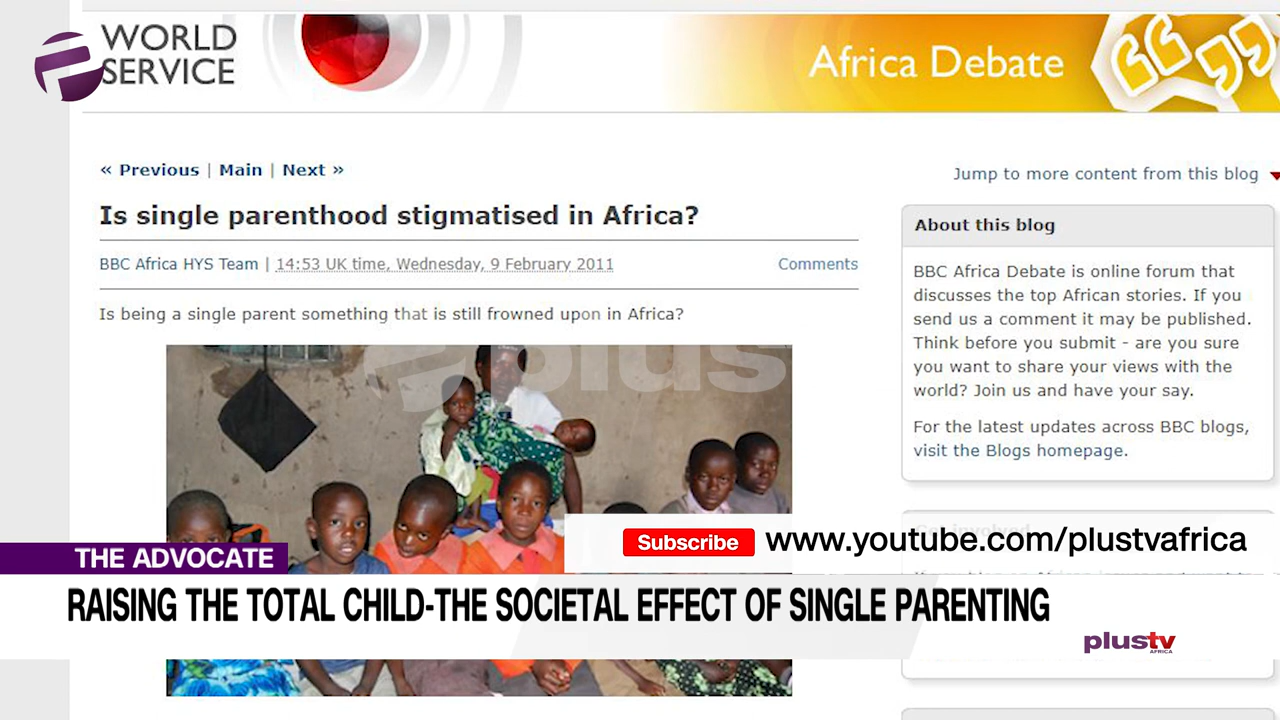 WORLD
SERVICE
Africa Debate
« Previous | Main | Next »
Jump to more content from this blog
Is single parenthood stigmatised in Africa?
BBC Africa HYS Team | 14:53 UK time, Wednesday, 9 February 2011
Comments
Is being a single parent something that is still frowned upon in Africa?
plus
About this blog
BBC Africa Debate is online forum that
discusses the top African stories. If you
send us a comment it may be published.
Think before you submit - are you sure
you want to share your views with the
world? Join us and have your say.
For the latest updates across BBC blogs,
visit the Blogs homepage.
Get involved
Subscribe
www.youtube.com/plustvafrica
THE ADVOCATE
RAISING THE TOTAL CHILD-THE SOCIETAL EFFECT OF SINGLE PARENTING
plustv
AFRICA